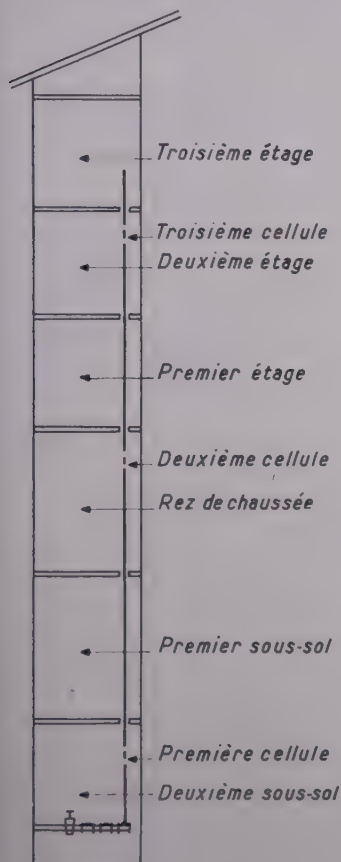 Troisième étage
Troisième cellule
Deuxième étage
Premier étage
Deuxième cellule
Rez de chaussée
Premier sous-sol
Première cellule
Deuxième sous-sol